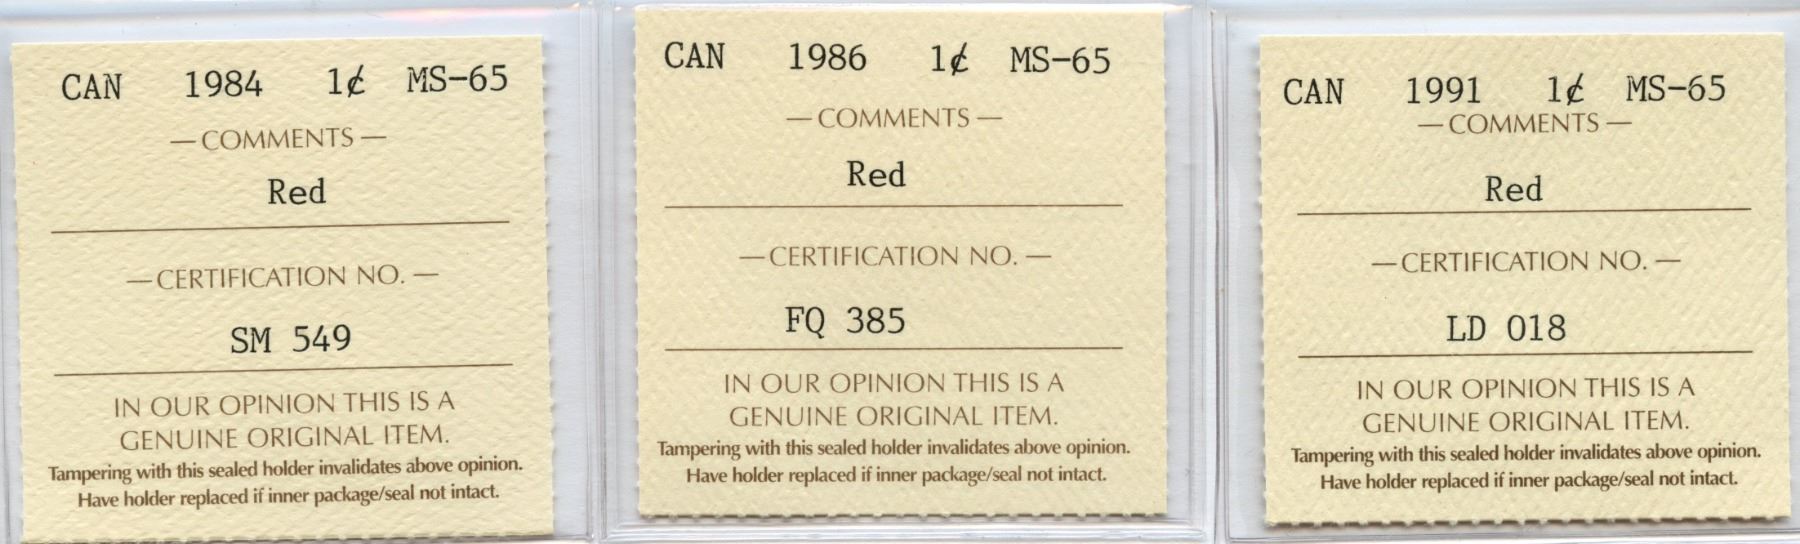 CAN 1984 1¢ MS-65
— COMMENTS —
Red
— CERTIFICATION NO. —
SM 549
IN OUR OPINION THIS IS A
GENUINE ORIGINAL ITEM.
Tampering with this sealed holder invalidates above opinion.
Have holder replaced if inner package/seal not intact.
CAN 1986 1¢ MS-65
— COMMENTS —
Red
— CERTIFICATION NO. —
FQ 385
IN OUR OPINION THIS IS A
GENUINE ORIGINAL ITEM.
Tampering with this sealed holder invalidates above opinion.
Have holder replaced if inner package/seal not intact.
CAN 1991 1¢ MS-65
— COMMENTS —
Red
— CERTIFICATION NO. —
LD 018
IN OUR OPINION THIS IS A
GENUINE ORIGINAL ITEM.
Tampering with this sealed holder invalidates above opinion.
Have holder replaced if inner package/seal not intact.